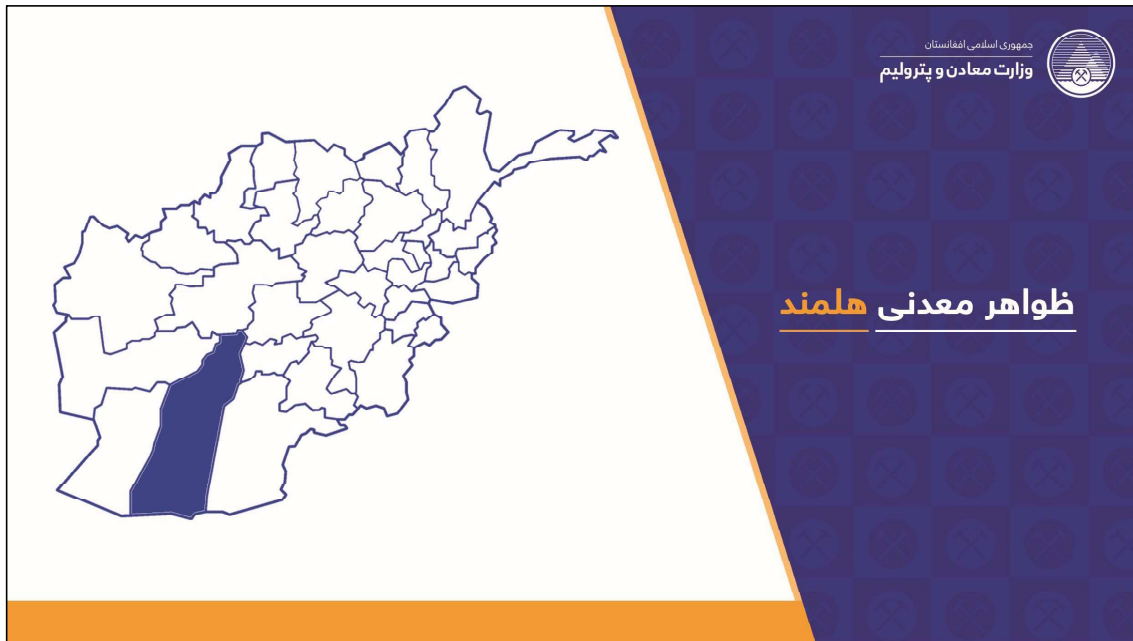 جمهوری اسلامی افغانستان
وزارت معادن و پترولیم
ظواهر معدنی هلمند